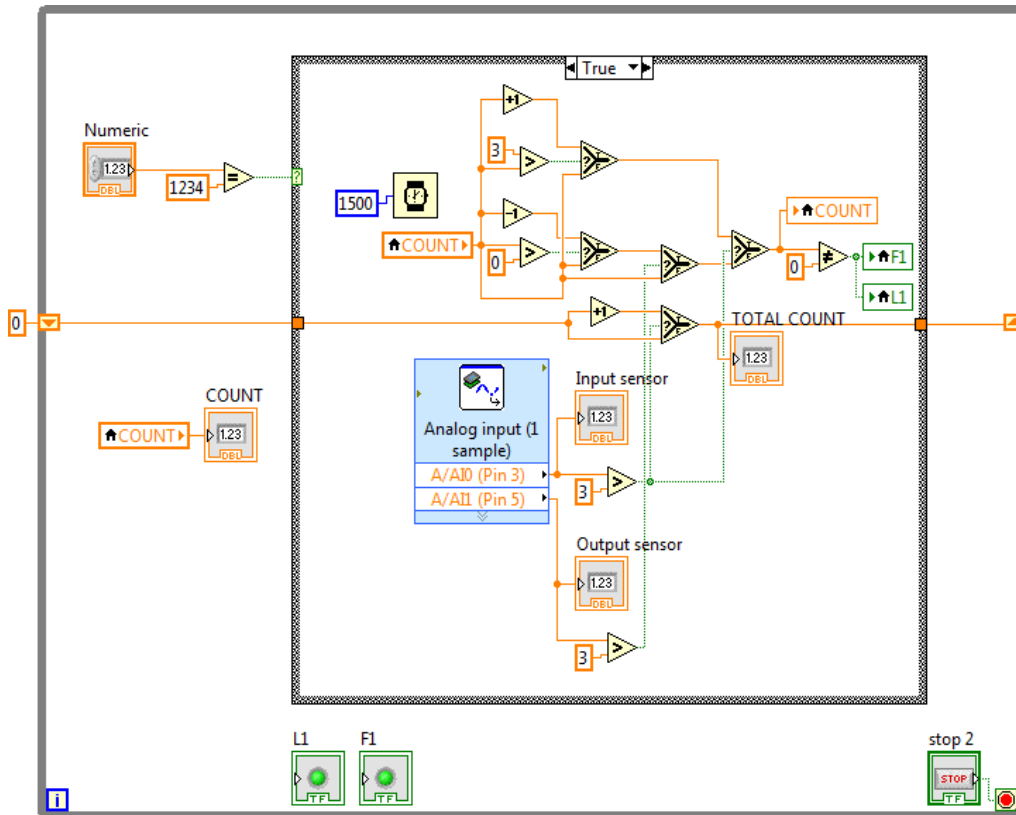 True
+1
Numeric
3
>
?
T
F
1.23
DBL
1234
=
?
1500
-1
COUNT
COUNT
0
>
?
T
F
?
T
F
?
T
F
0
≠
F1
L1
0
+1
?
T
F
TOTAL COUNT
1.23
DBL
COUNT
COUNT
1.23
DBL
Analog input (1
sample)
A/AI0 (Pin 3)
A/AI1 (Pin 5)
Input sensor
1.23
DBL
3
>
Output sensor
1.23
DBL
3
>
L1
F1
TF
TF
stop 2
STOP
TF
i